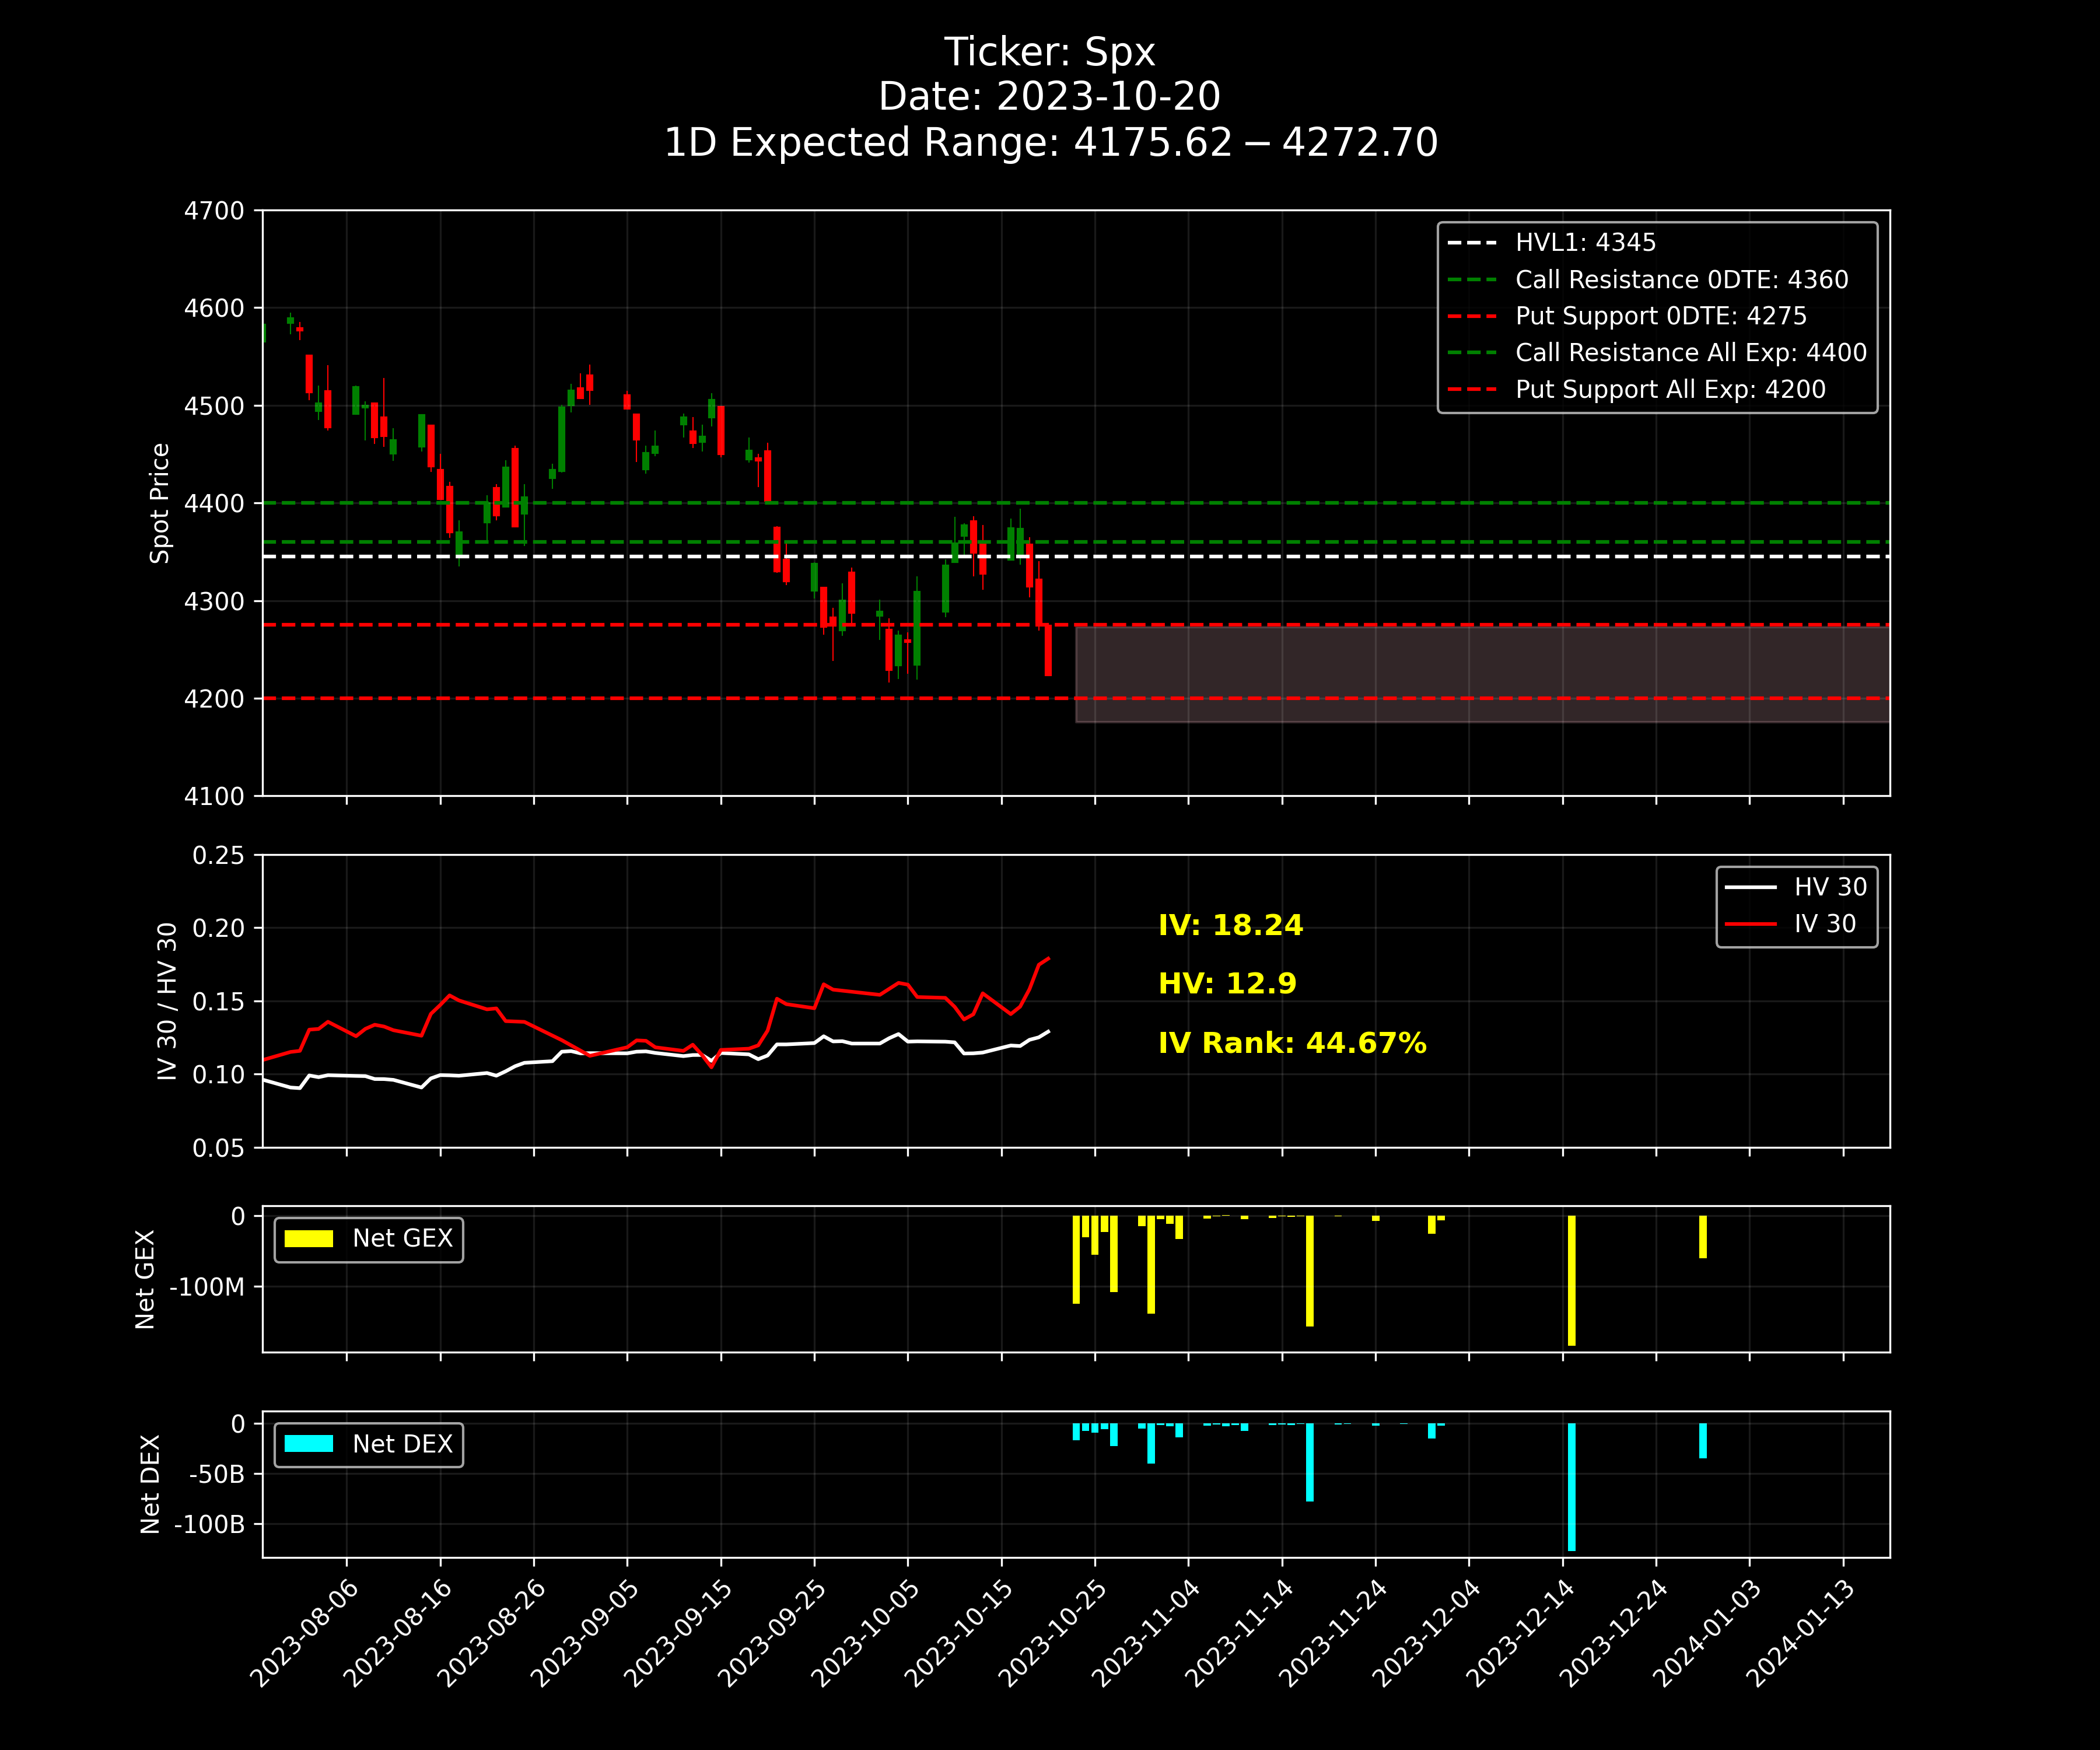 Ticker: Spx
Date: 2023-10-20
1D Expected Range: 4175.62 − 4272.70
4700
4600
4500
4400
4300
4200
4100
Spot Price
HVL1: 4345
Call Resistance 0DTE: 4360
Put Support 0DTE: 4275
Call Resistance All Exp: 4400
Put Support All Exp: 4200
0.25
0.20
0.15
0.10
0.05
IV 30 / HV 30
IV: 18.24
HV: 12.9
IV Rank: 44.67%
HV 30
IV 30
0
-100M
Net GEX
Net GEX
0
-50B
-100B
Net DEX
Net DEX
2023-08-06
2023-08-16
2023-08-26
2023-09-05
2023-09-15
2023-09-25
2023-10-05
2023-10-15
2023-10-25
2023-11-04
2023-11-14
2023-11-24
2023-12-04
2023-12-14
2023-12-24
2024-01-03
2024-01-13